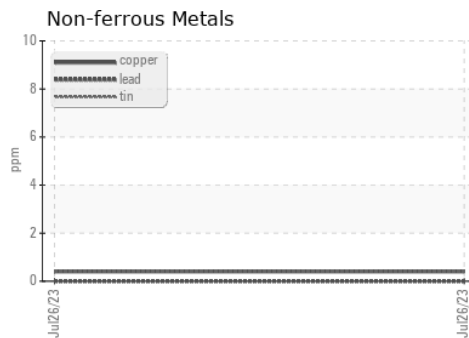 Non-ferrous Metals
10
8
6
4
2
0
ppm
copper
lead
tin
Jul26/23
Jul26/23